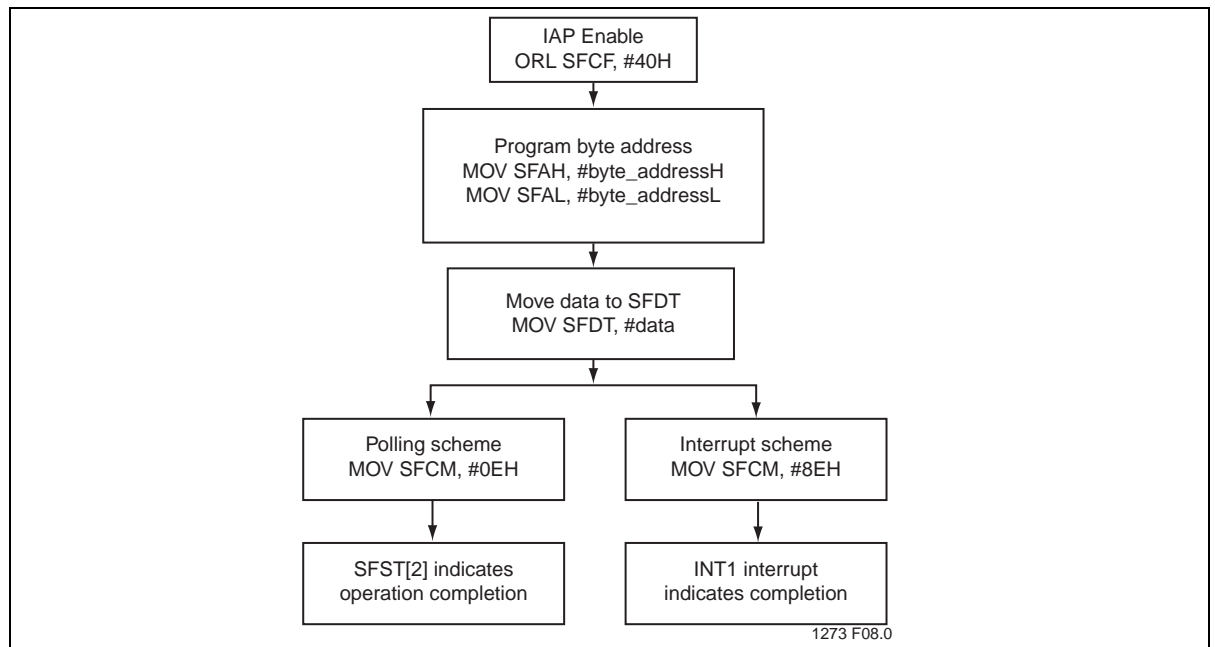 IAP Enable
ORL SFCF, #40H
Program byte address
MOV SFAH, #byte_addressH
MOV SFAL, #byte_addressL
Move data to SFDT
MOV SFDT, #data
Polling scheme
MOV SFCM, #0EH
Interrupt scheme
MOV SFCM, #8EH
SFST[2] indicates
operation completion
INT1 interrupt
indicates completion
1273 F08.0